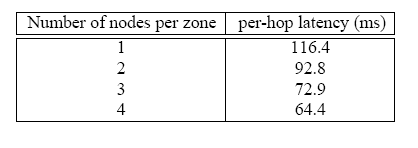 Number of nodes per zone per-hop latency (ms)
1 116.4
2 92.8
3 72.9
4 64.4